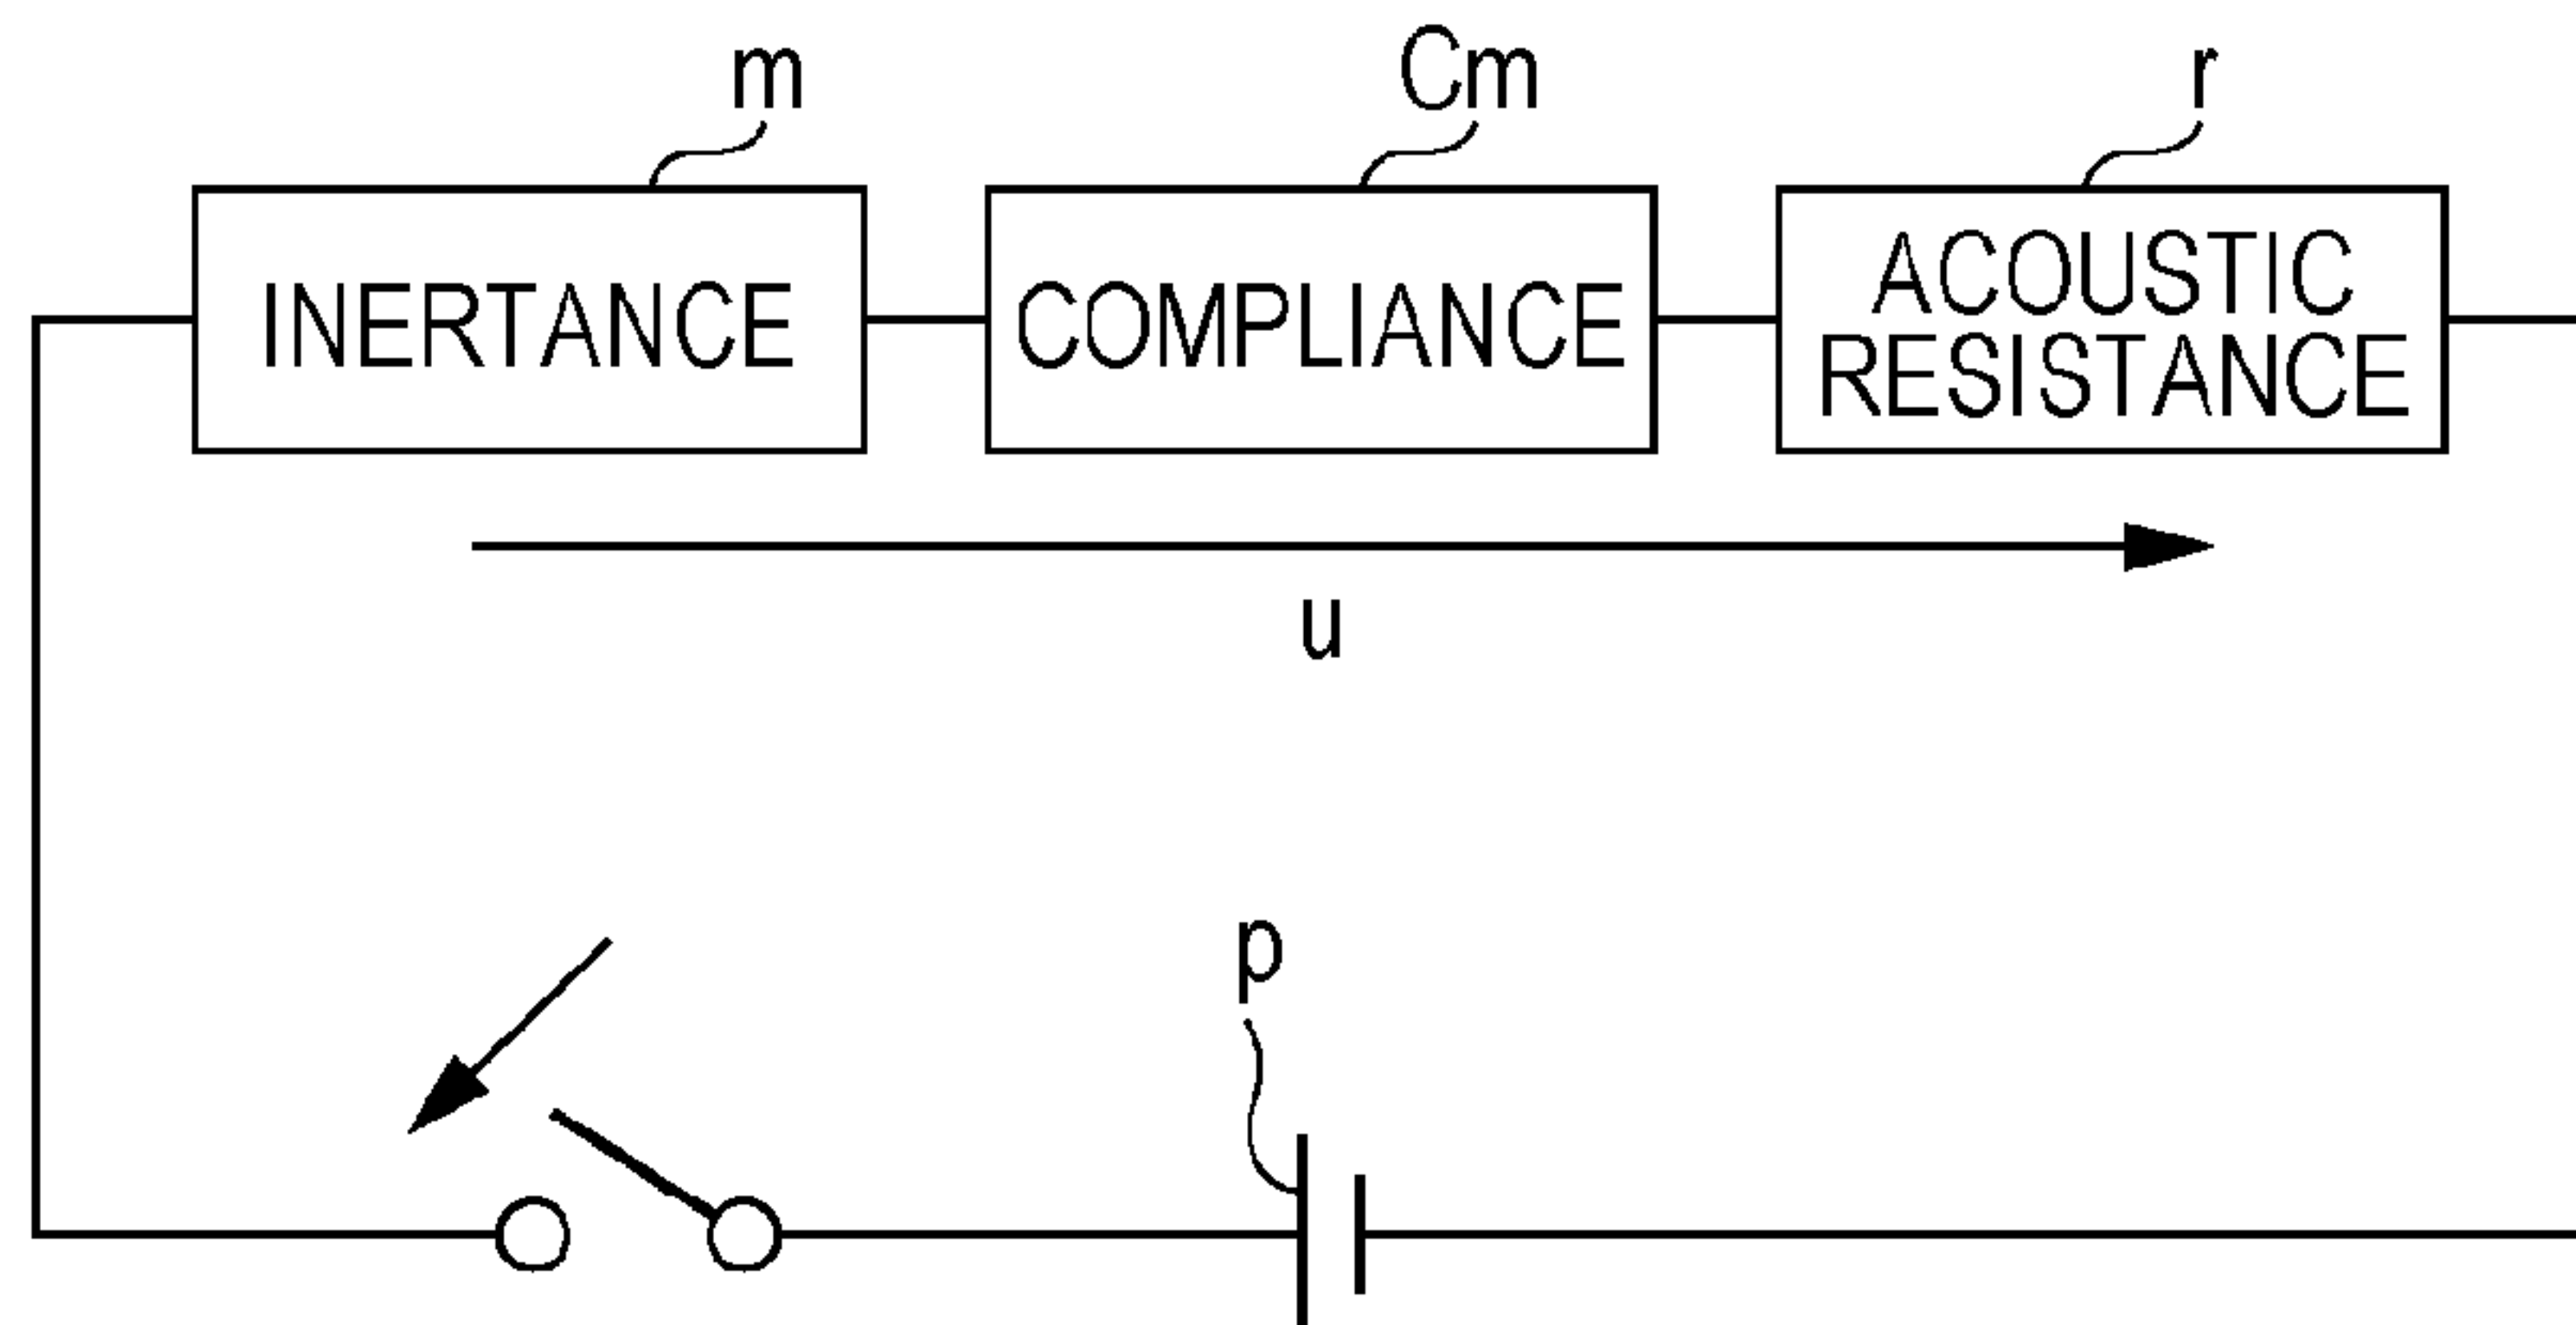 m
Cm
r
INERTANCE
COMPLIANCE
ACOUSTIC
RESISTANCE
u
p